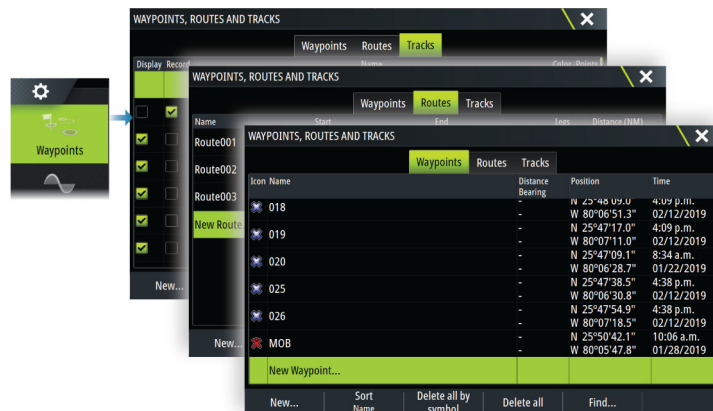 WAYPOINTS, ROUTES AND TRACKS
Waypoints Routes Tracks
Display Record Name Color Points
Waypoints
WAYPOINTS, ROUTES AND TRACKS
Waypoints Routes Tracks
Name Start End Legs Distance (NM)
Route001
Route002
Route003
New Route
New...
New...
WAYPOINTS, ROUTES AND TRACKS
Waypoints Routes Tracks
Icon Name Distance Bearing Position Time
018 - N 25°48'09.0" 4:09 p.m.
- W 80°06'51.3" 02/12/2019
019 - N 25°47'17.0" 4:09 p.m.
- W 80°07'11.0" 02/12/2019
020 - N 25°47'09.1" 8:34 a.m.
- W 80°06'28.7" 01/22/2019
025 - N 25°47'38.5" 4:38 p.m.
- W 80°06'30.8" 02/12/2019
026 - N 25°47'54.9" 4:38 p.m.
- W 80°07'18.5" 02/12/2019
MOB - N 25°50'42.1" 10:06 a.m.
- W 80°05'47.8" 01/28/2019
New Waypoint...
New... Sort Name Delete all by symbol Delete all Find...